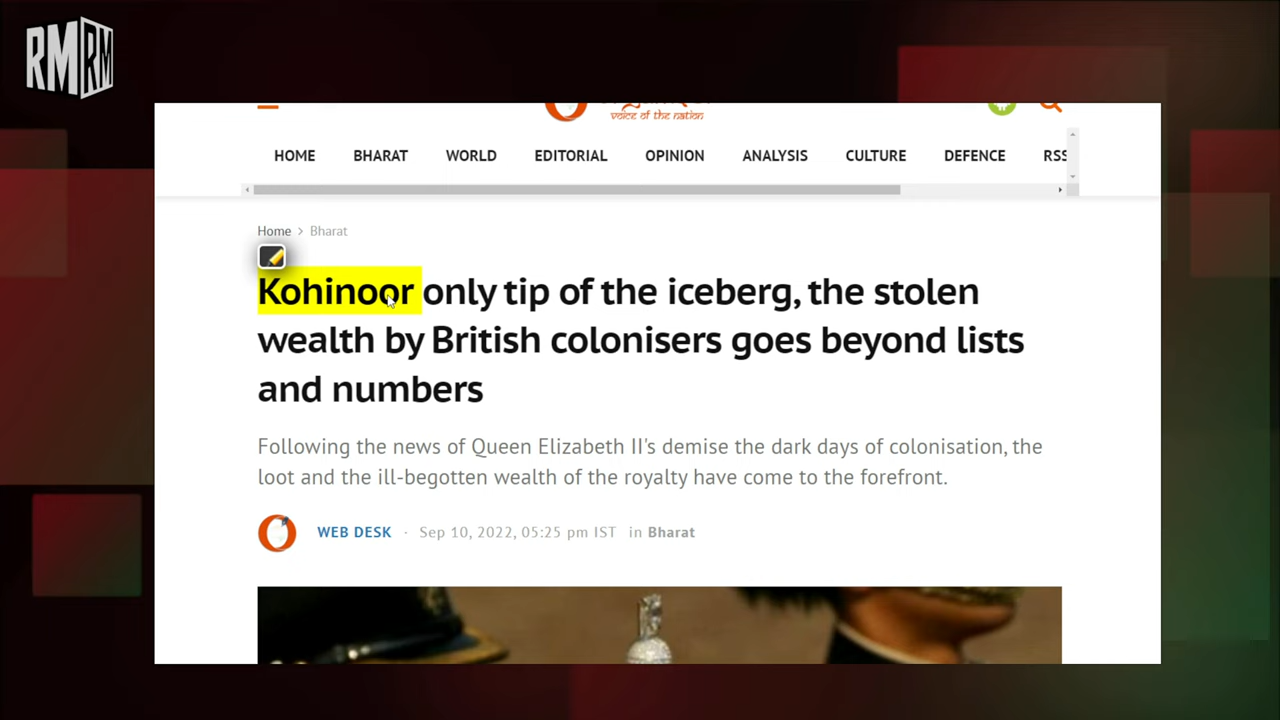 RMRM
voice of the nation
HOME BHARAT WORLD EDITORIAL OPINION ANALYSIS CULTURE DEFENCE RSS
Home > Bharat
Kohinoor only tip of the iceberg, the stolen
wealth by British colonisers goes beyond lists
and numbers
Following the news of Queen Elizabeth II's demise the dark days of colonisation, the
loot and the ill-begotten wealth of the royalty have come to the forefront.
WEB DESK · Sep 10, 2022, 05:25 pm IST in Bharat